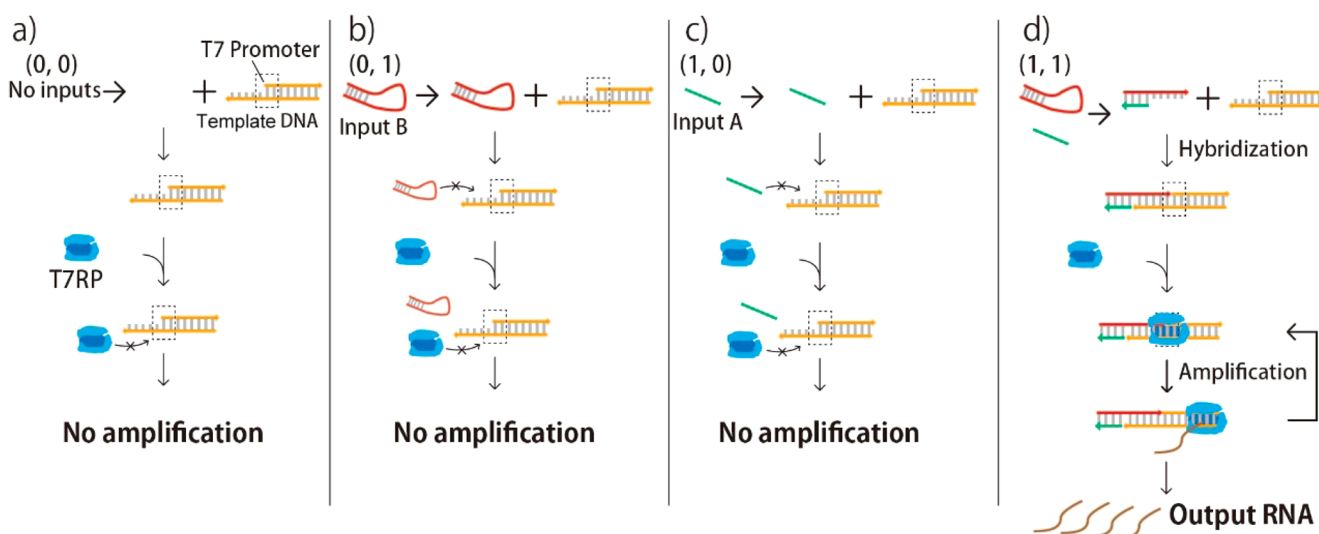 a)
(0, 0)
No inputs
T7 Promoter
+
Template DNA
T7RP
No amplification
b)
(0, 1)
Input B
+
No amplification
c)
(1, 0)
Input A
+
No amplification
d)
(1, 1)
+
Hybridization
Amplification
Output RNA